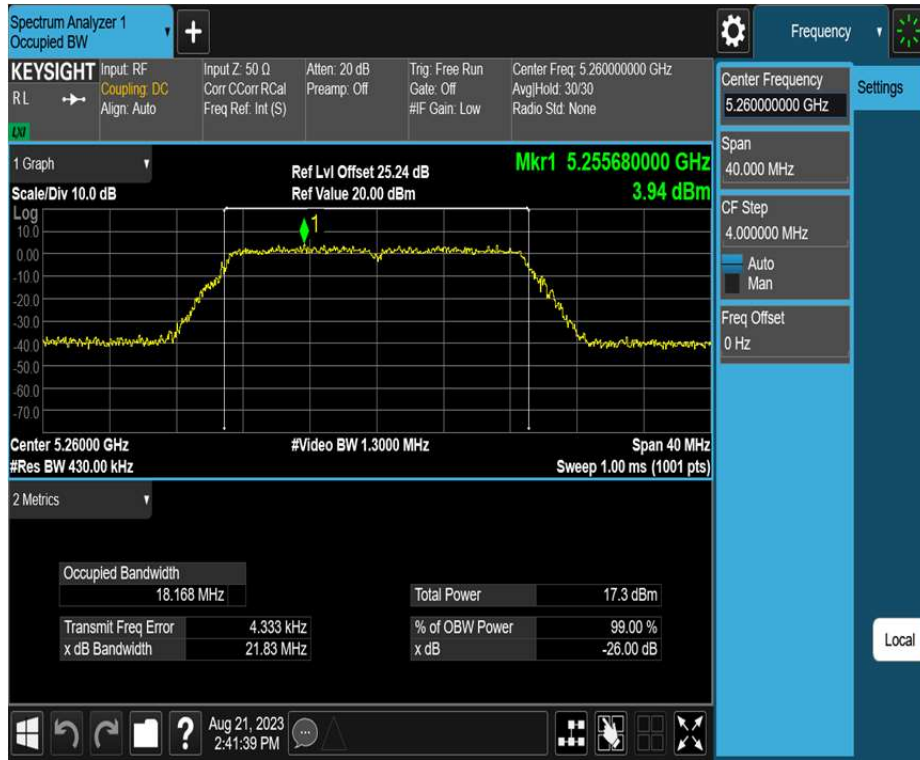 Spectrum Analyzer 1
Occupied BW
+
Frequency
KEYSIGHT
RL
LXI
Input: RF
Coupling: DC
Align: Auto
Input Z: 50 Ω
Corr CCorr RCal
Freq Ref: Int (S)
Atten: 20 dB
Preamp: Off
Trig: Free Run
Gate: Off
#IF Gain: Low
Center Freq: 5.260000000 GHz
Avg|Hold: 30/30
Radio Std: None
Center Frequency
5.260000000 GHz
Settings
Span
40.000 MHz
CF Step
4.000000 MHz
Auto
Man
Freq Offset
0 Hz
Local
1 Graph
Scale/Div 10.0 dB
Ref Lvl Offset 25.24 dB
Ref Value 20.00 dBm
Mkr1 5.255680000 GHz
3.94 dBm
Log
10.0
0.00
-10.0
-20.0
-30.0
-40.0
-50.0
-60.0
-70.0
1
Center 5.26000 GHz
#Video BW 1.3000 MHz
Span 40 MHz
#Res BW 430.00 kHz
Sweep 1.00 ms (1001 pts)
2 Metrics
Occupied Bandwidth
18.168 MHz
Total Power 17.3 dBm
Transmit Freq Error 4.333 kHz
% of OBW Power 99.00 %
x dB Bandwidth 21.83 MHz
x dB -26.00 dB
?
Aug 21, 2023
2:41:39 PM